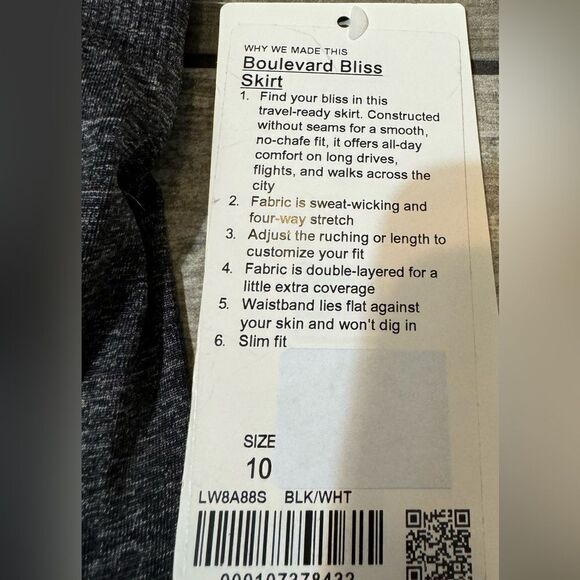 WHY WE MADE THIS
Boulevard Bliss
Skirt
1. Find your bliss in this
travel-ready skirt. Constructed
without seams for a smooth,
no-chafe fit, it offers all-day
comfort on long drives,
flights, and walks across the
city
2. Fabric is sweat-wicking and
four-way stretch
3. Adjust the ruching or length to
customize your fit
4. Fabric is double-layered for a
little extra coverage
5. Waistband lies flat against
your skin and won't dig in
6. Slim fit
SIZE
10
LW8A88S BLK/WHT
000107378432